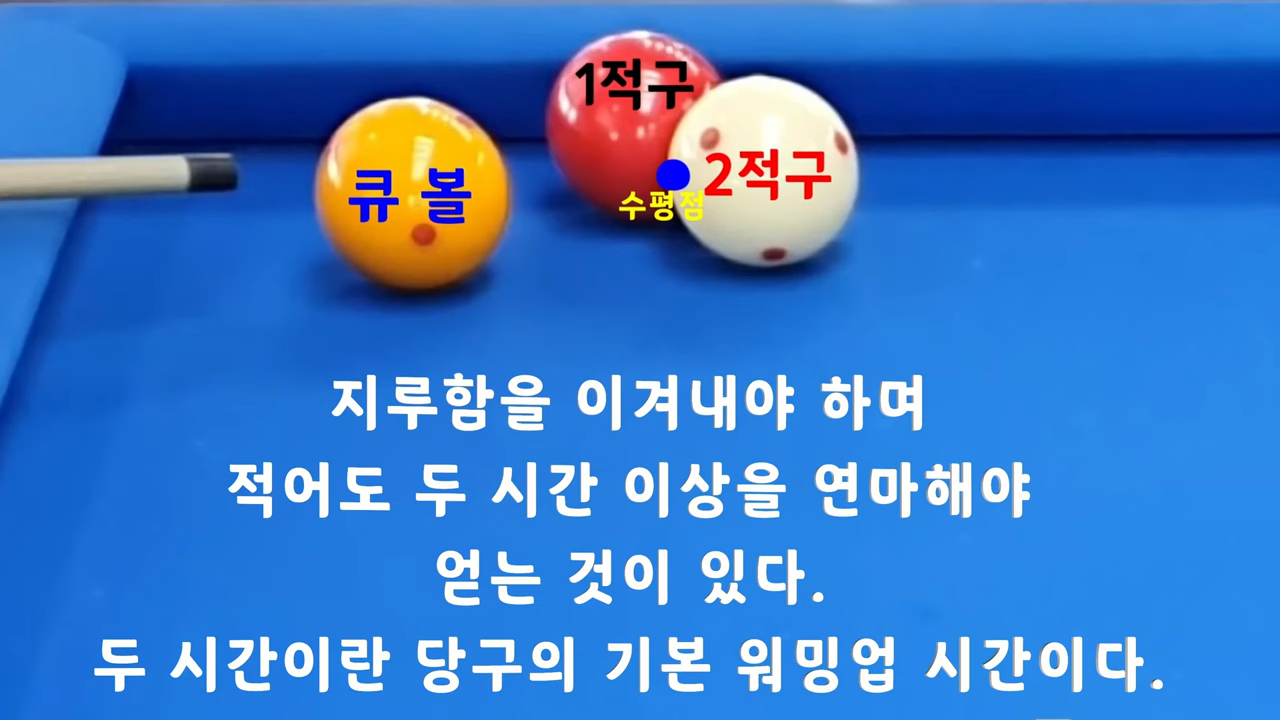 1적구
큐 볼
2적구
수평점
지루함을 이겨내야 하며
적어도 두 시간 이상을 연마해야
얻는 것이 있다.
두 시간이란 당구의 기본 워밍업 시간이다.